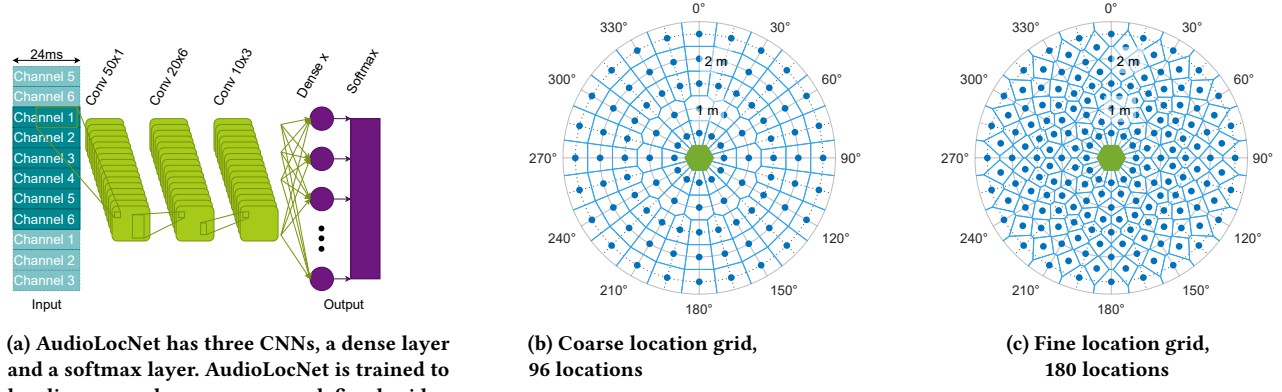 24ms
Channel 5
Channel 6
Channel 1
Channel 2
Channel 3
Channel 4
Channel 5
Channel 6
Channel 1
Channel 2
Channel 3
Input
Conv 50x1
Conv 20x6
Conv 10x3
Dense x
Softmax
Output
(a) AudioLocNet has three CNNs, a dense layer
and a softmax layer. AudioLocNet is trained to
0°
30°
60°
90°
120°
150°
180°
210°
240°
270°
300°
330°
2 m
1 m
(b) Coarse location grid,
96 locations
0°
30°
60°
90°
120°
150°
180°
210°
240°
270°
300°
330°
2 m
1 m
(c) Fine location grid,
180 locations